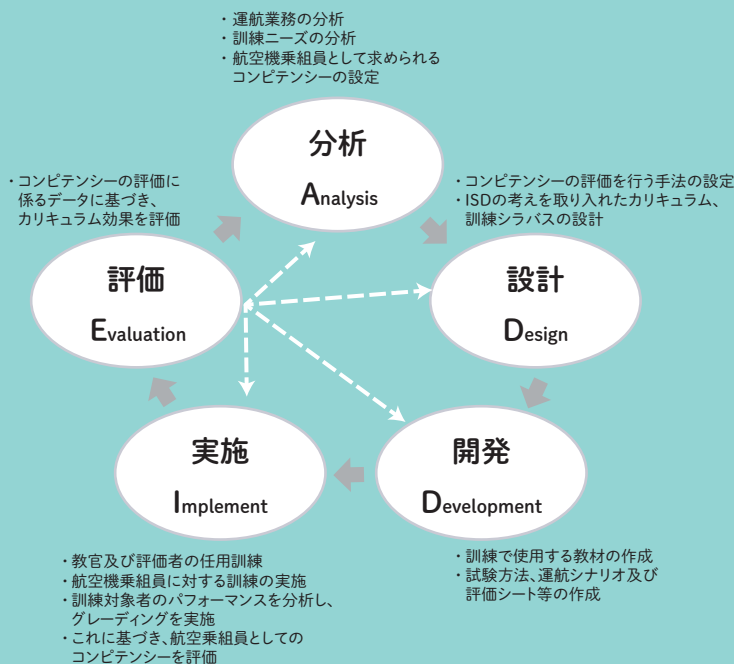 ・運航業務の分析
・訓練ニーズの分析
・航空機乗組員として求められる
コンピテンシーの設定
分析
Analysis
・コンピテンシーの評価に
係るデータに基づき、
カリキュラム効果を評価
・コンピテンシーの評価を行う手法の設定
・ISDの考えを取り入れたカリキュラム、
訓練シラバスの設計
評価
Evaluation
設計
Design
実施
Implement
開発
Development
・教官及び評価者の任用訓練
・航空機乗組員に対する訓練の実施
・訓練対象者のパフォーマンスを分析し、
グレーディングを実施
・これに基づき、航空乗組員としての
コンピテンシーを評価
・訓練で使用する教材の作成
・試験方法、運航シナリオ及び
評価シート等の作成